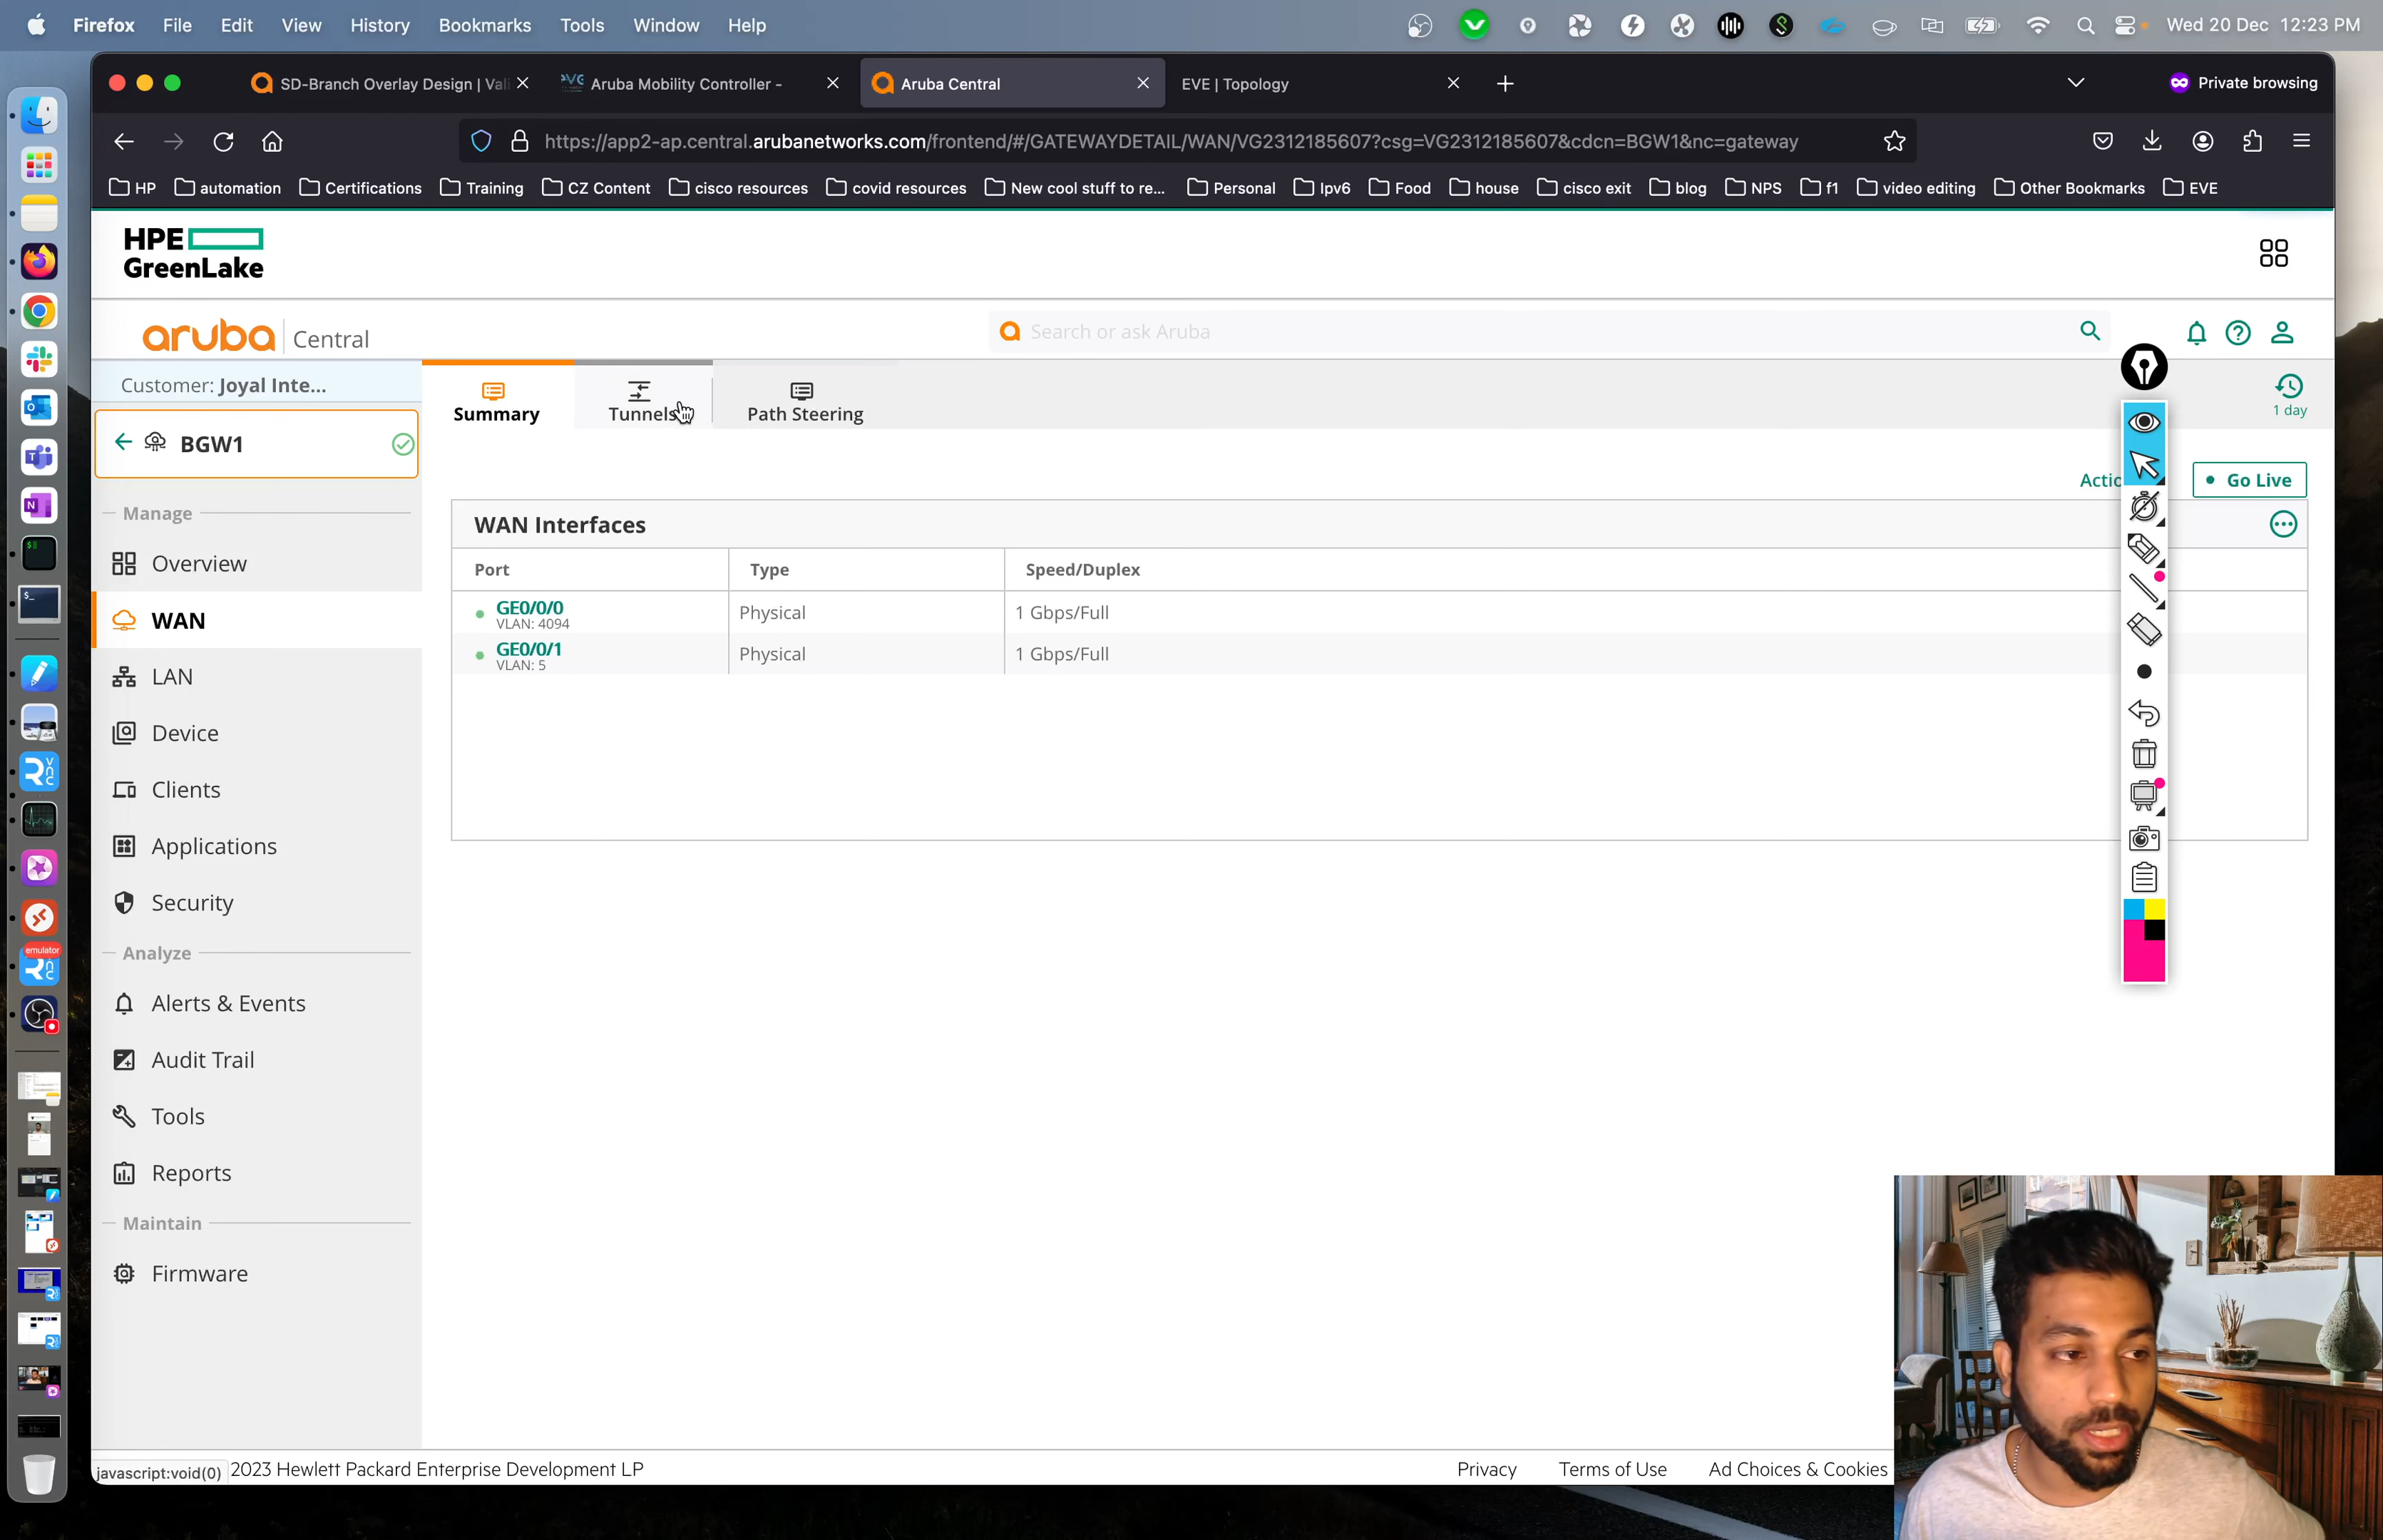 Firefox File Edit View History Bookmarks Tools Window Help Wed 20 Dec 12:23 PM
SD-Branch Overlay Design | Vali
Aruba Mobility Controller -
Aruba Central
EVE | Topology
Private browsing
https://app2-ap.central.arubanetworks.com/frontend/#/GATEWAYDETAIL/WAN/VG2312185607?csg=VG2312185607&cdcn=BGW1&nc=gateway
HP automation Certifications Training CZ Content cisco resources covid resources New cool stuff to re... Personal Ipv6 Food house cisco exit blog NPS f1 video editing Other Bookmarks EVE
HPE
GreenLake
aruba Central
Search or ask Aruba
Customer: Joyal Inte...
Summary
Tunnels
Path Steering
1 day
BGW1
Actio
Go Live
Manage
Overview
WAN
LAN
Device
Clients
Applications
Security
Analyze
Alerts & Events
Audit Trail
Tools
Reports
Maintain
Firmware
WAN Interfaces
Port Type Speed/Duplex
GE0/0/0 Physical 1 Gbps/Full
VLAN: 4094
GE0/0/1 Physical 1 Gbps/Full
VLAN: 5
emulator
javascript:void(0)
2023 Hewlett Packard Enterprise Development LP
Privacy Terms of Use Ad Choices & Cookies